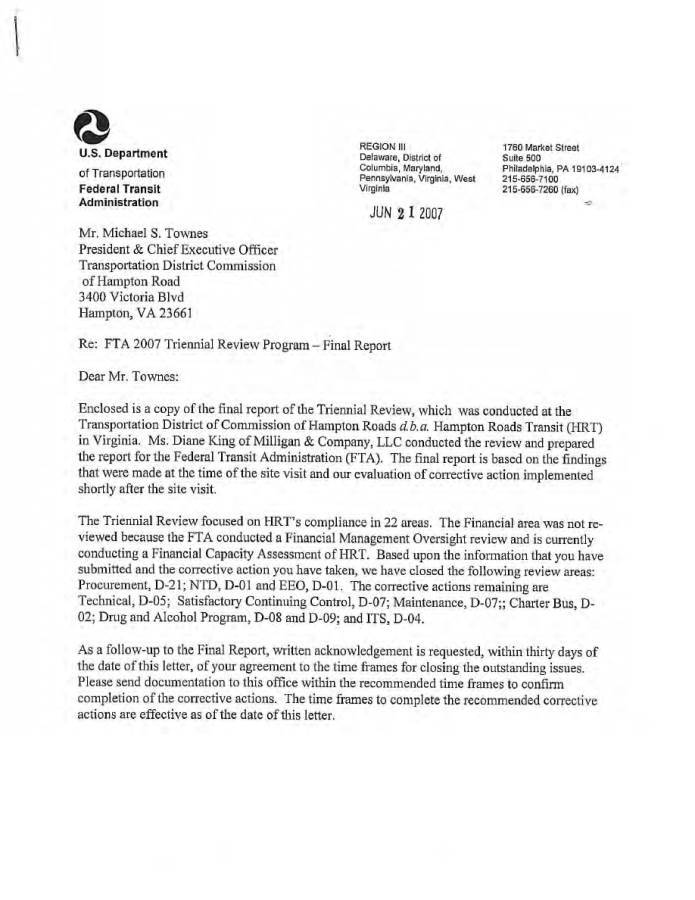 U.S. Department
of Transportation
Federal Transit
Administration
REGION III
Delaware, District of
Columbia, Maryland,
Pennsylvania, Virginia, West
Virginia
1760 Market Street
Suite 500
Philadelphia, PA 19103-4124
215-656-7100
215-656-7260 (fax)
JUN 21 2007
Mr. Michael S. Townes
President & Chief Executive Officer
Transportation District Commission
of Hampton Road
3400 Victoria Blvd
Hampton, VA 23661
Re: FTA 2007 Triennial Review Program – Final Report
Dear Mr. Townes:
Enclosed is a copy of the final report of the Triennial Review, which was conducted at the
Transportation District of Commission of Hampton Roads d.b.a. Hampton Roads Transit (HRT)
in Virginia. Ms. Diane King of Milligan & Company, LLC conducted the review and prepared
the report for the Federal Transit Administration (FTA). The final report is based on the findings
that were made at the time of the site visit and our evaluation of corrective action implemented
shortly after the site visit.
The Triennial Review focused on HRT's compliance in 22 areas. The Financial area was not re-
viewed because the FTA conducted a Financial Management Oversight review and is currently
conducting a Financial Capacity Assessment of HRT. Based upon the information that you have
submitted and the corrective action you have taken, we have closed the following review areas:
Procurement, D-21; NTD, D-01 and EEO, D-01. The corrective actions remaining are
Technical, D-05; Satisfactory Continuing Control, D-07; Maintenance, D-07;; Charter Bus, D-
02; Drug and Alcohol Program, D-08 and D-09; and ITS, D-04.
As a follow-up to the Final Report, written acknowledgement is requested, within thirty days of
the date of this letter, of your agreement to the time frames for closing the outstanding issues.
Please send documentation to this office within the recommended time frames to confirm
completion of the corrective actions. The time frames to complete the recommended corrective
actions are effective as of the date of this letter.